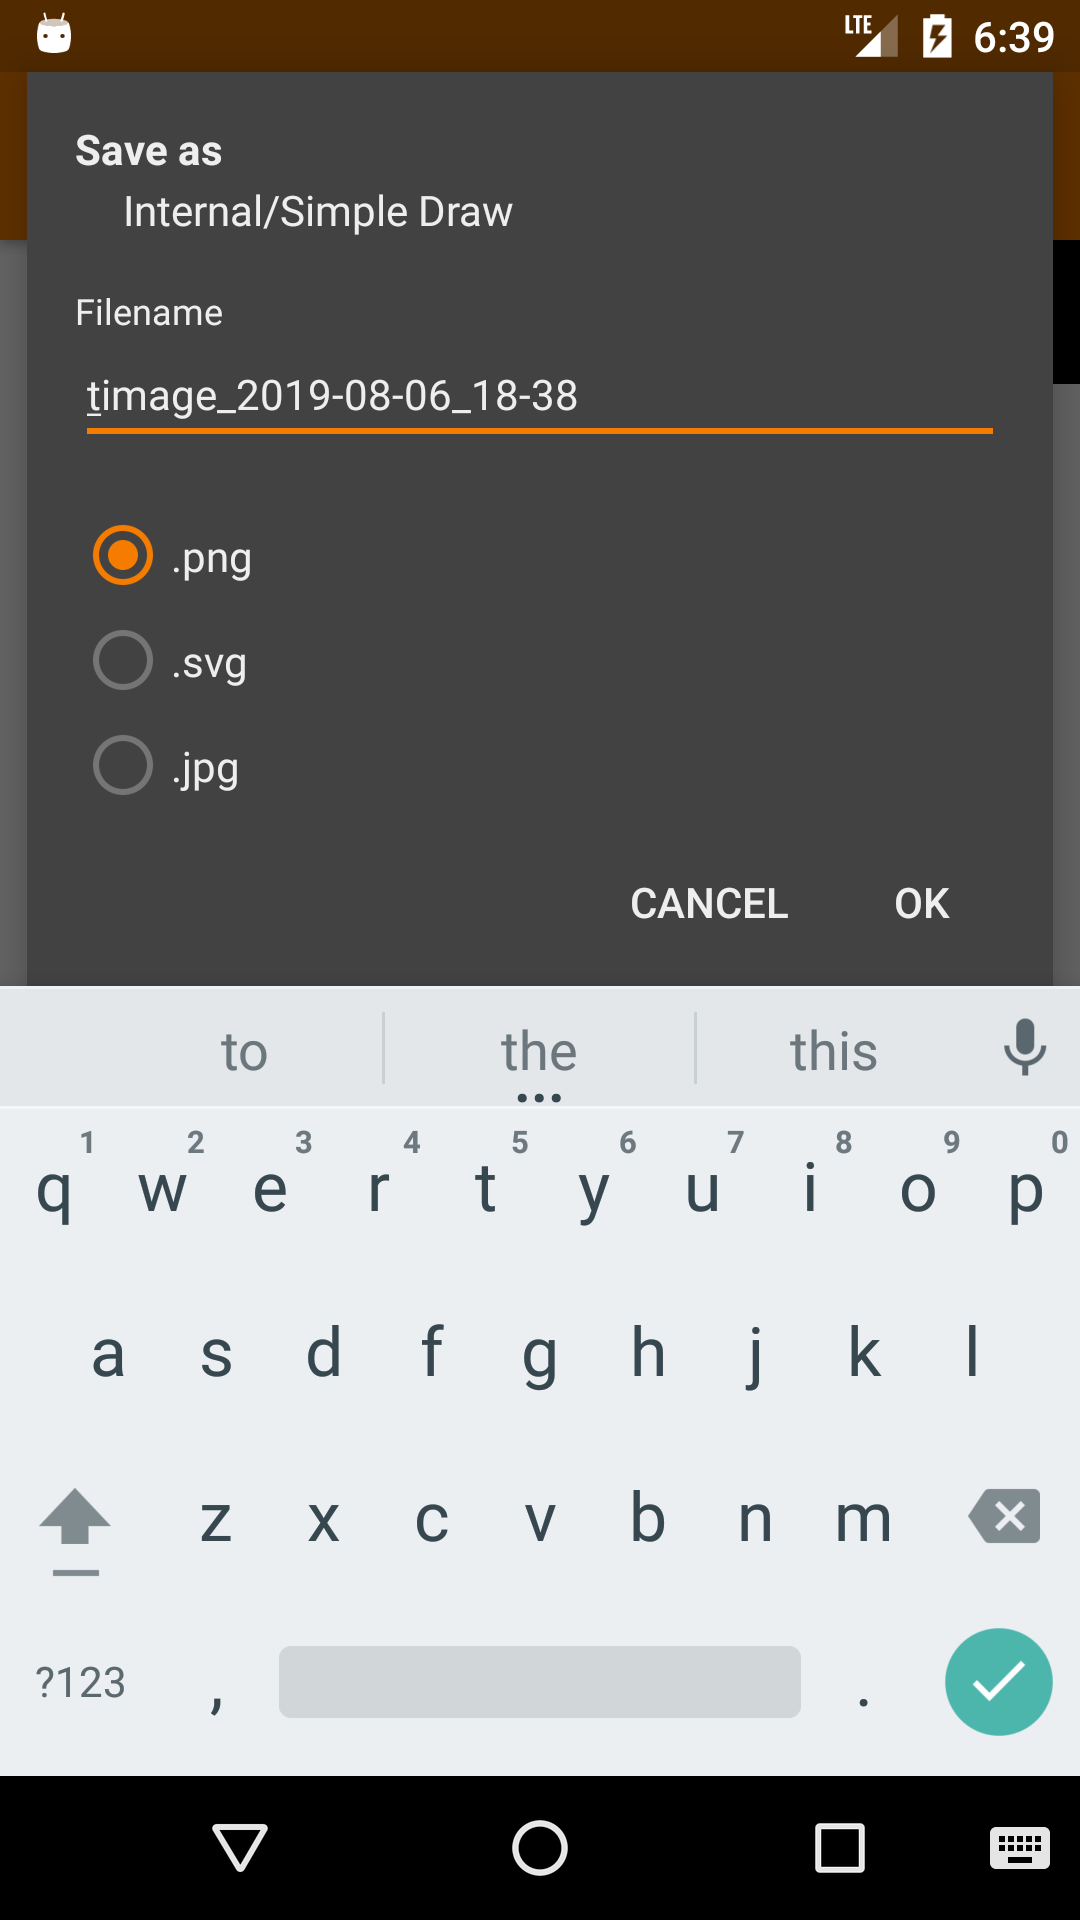 LTE 6:39
Save as
Internal/Simple Draw
Filename
timage_2019-08-06_18-38
.png
.svg
.jpg
CANCEL OK
to the this
1 2 3 4 5 6 7 8 9 0
q w e r t y u i o p
a s d f g h j k l
z x c v b n m
?123 , .